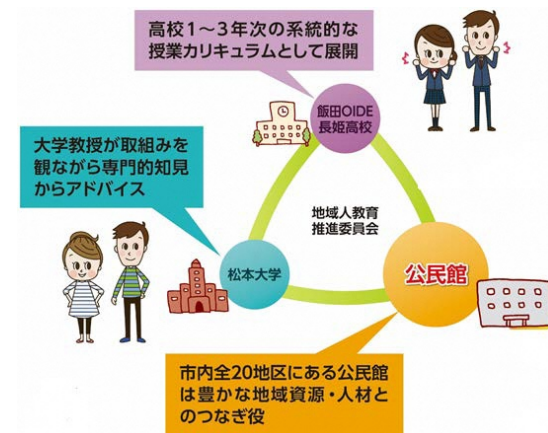 高校1~3年次の系統的な
授業カリキュラムとして展開
飯田OIDE
長姫高校
大学教授が取組みを
観ながら専門的知見
からアドバイス
地域人教育
推進委員会
松本大学
公民館
市内全20地区にある公民館
は豊かな地域資源・人材と
のつなぎ役